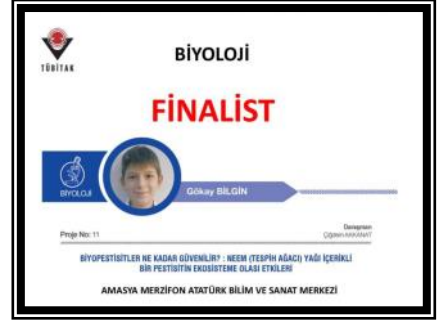 TÜBİTAK
BİYOLOJİ
FİNALİST
BİYOLOJİ
Gökay BİLGİN
Proje No: 11
Danışman
Çiğdem AKKANAT
BİYOPESTİSİTLER NE KADAR GÜVENİLİR? : NEEM (TESPİH AĞACI) YAĞI İÇERİKLİ
BİR PESTİSİTİN EKOSİSTEME OLASI ETKİLERİ
AMASYA MERZİFON ATATÜRK BİLİM VE SANAT MERKEZİ